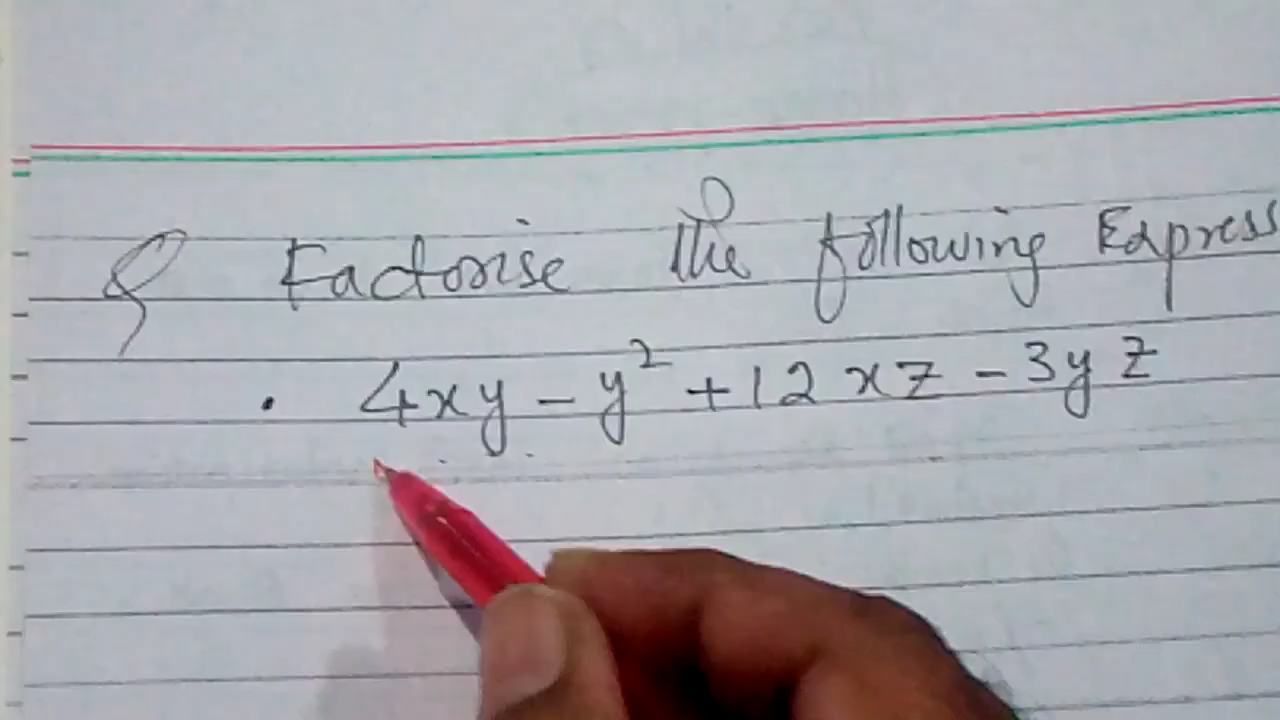 Q Factorise the following Express
. 4xy - y² + 12xz - 3yz